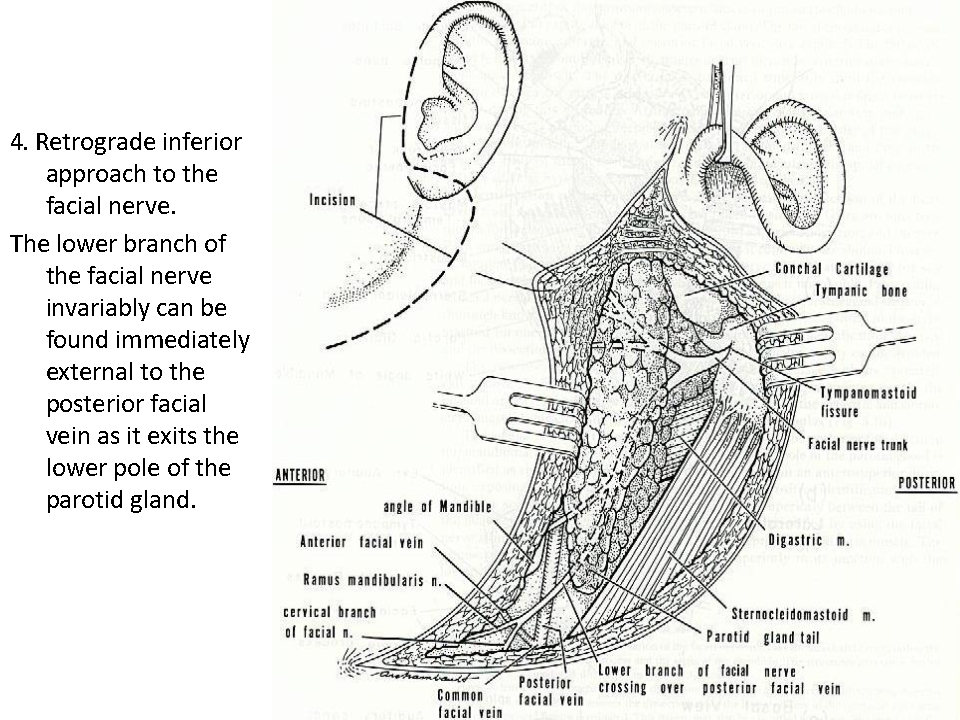 4. Retrograde inferior
approach to the
facial nerve.
The lower branch of
the facial nerve
invariably can be
found immediately
external to the
posterior facial
vein as it exits the
lower pole of the
parotid gland.
Incision
Conchal Cartilage
Tympanic bone
Tympanomastoid
fissure
Facial nerve trunk
ANTERIOR
POSTERIOR
angle of Mandible
Anterior facial vein
Digastric m.
Ramus mandibularis n.
cervical branch
of facial n.
Sternocleidomastoid m.
Parotid gland tail
Lower branch of facial nerve
crossing over posterior facial vein
Posterior
facial vein
Common
facial vein
Archambault